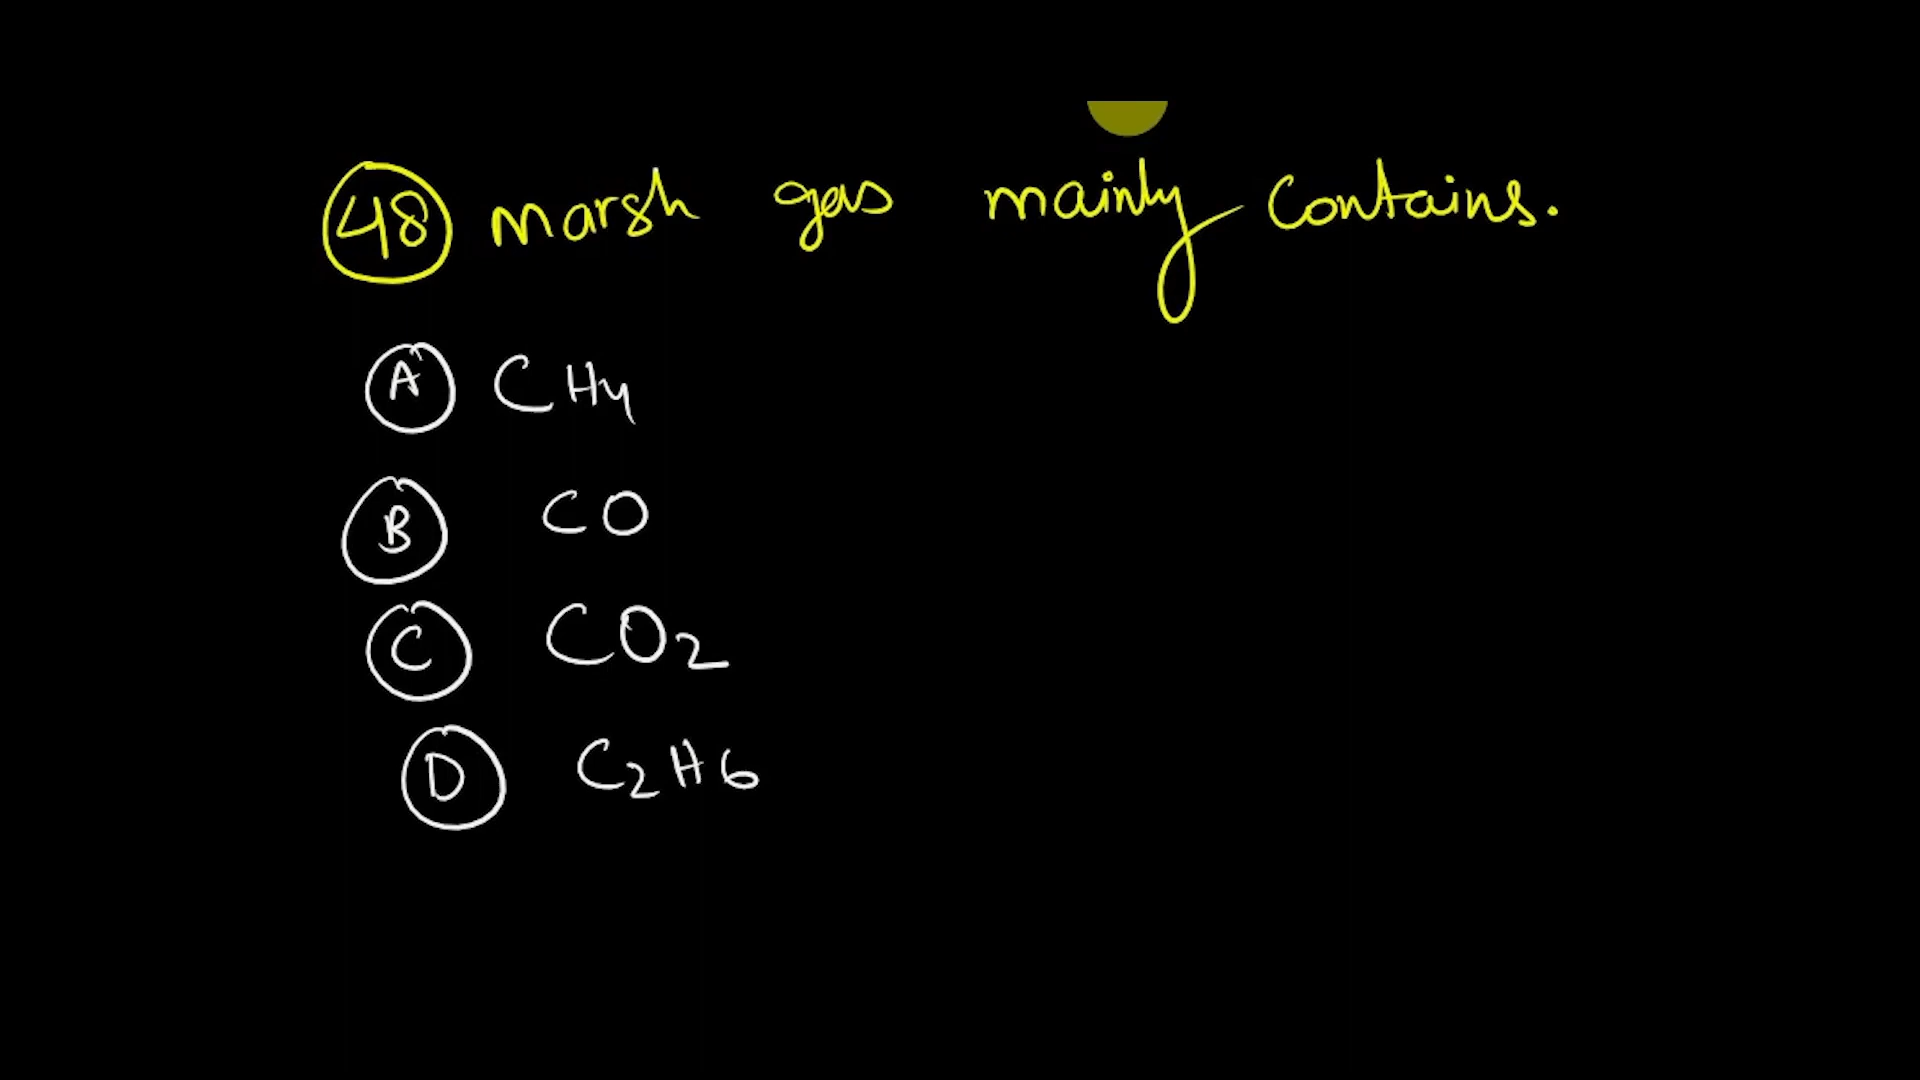 48 Marsh gas mainly contains.
A CH4
B CO
C CO2
D C2H6